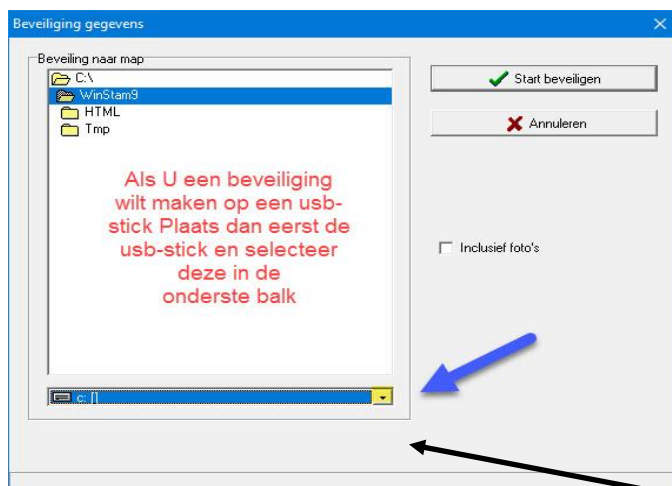 Beveiliging gegevens
Beveiling naar map
C:\
WinStam9
HTML
Tmp
Als U een beveiliging
wilt maken op een usb-
stick Plaats dan eerst de
usb-stick en selecteer
deze in de
onderste balk
c: []
Start beveiligen
Annuleren
Inclusief foto's